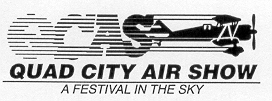 QCAS
QUAD CITY AIR SHOW
A FESTIVAL IN THE SKY